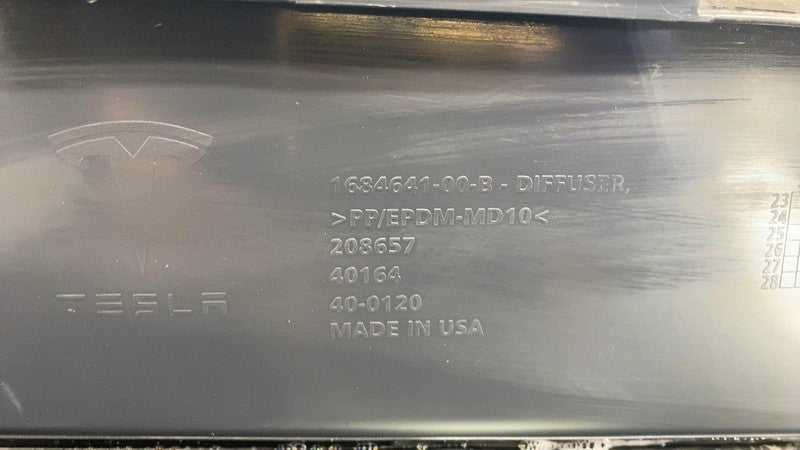 1684641-00-B - DIFFUSER,
>PP/EPDM-MD10<
208657
40164
40-0120
MADE IN USA
TESLA
23
24
25
26
27
28